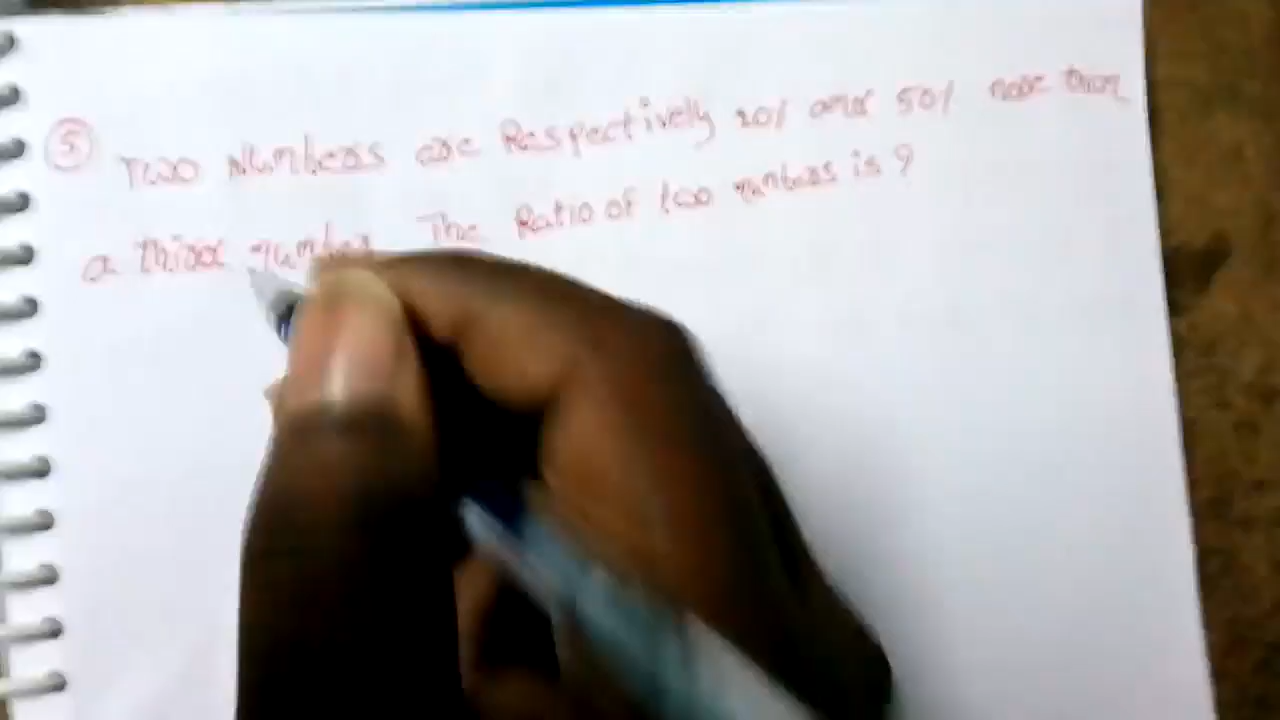 5 Two Numbers are Respectively 20% and 50% more than
a third number The Ratio of two numbers is ?